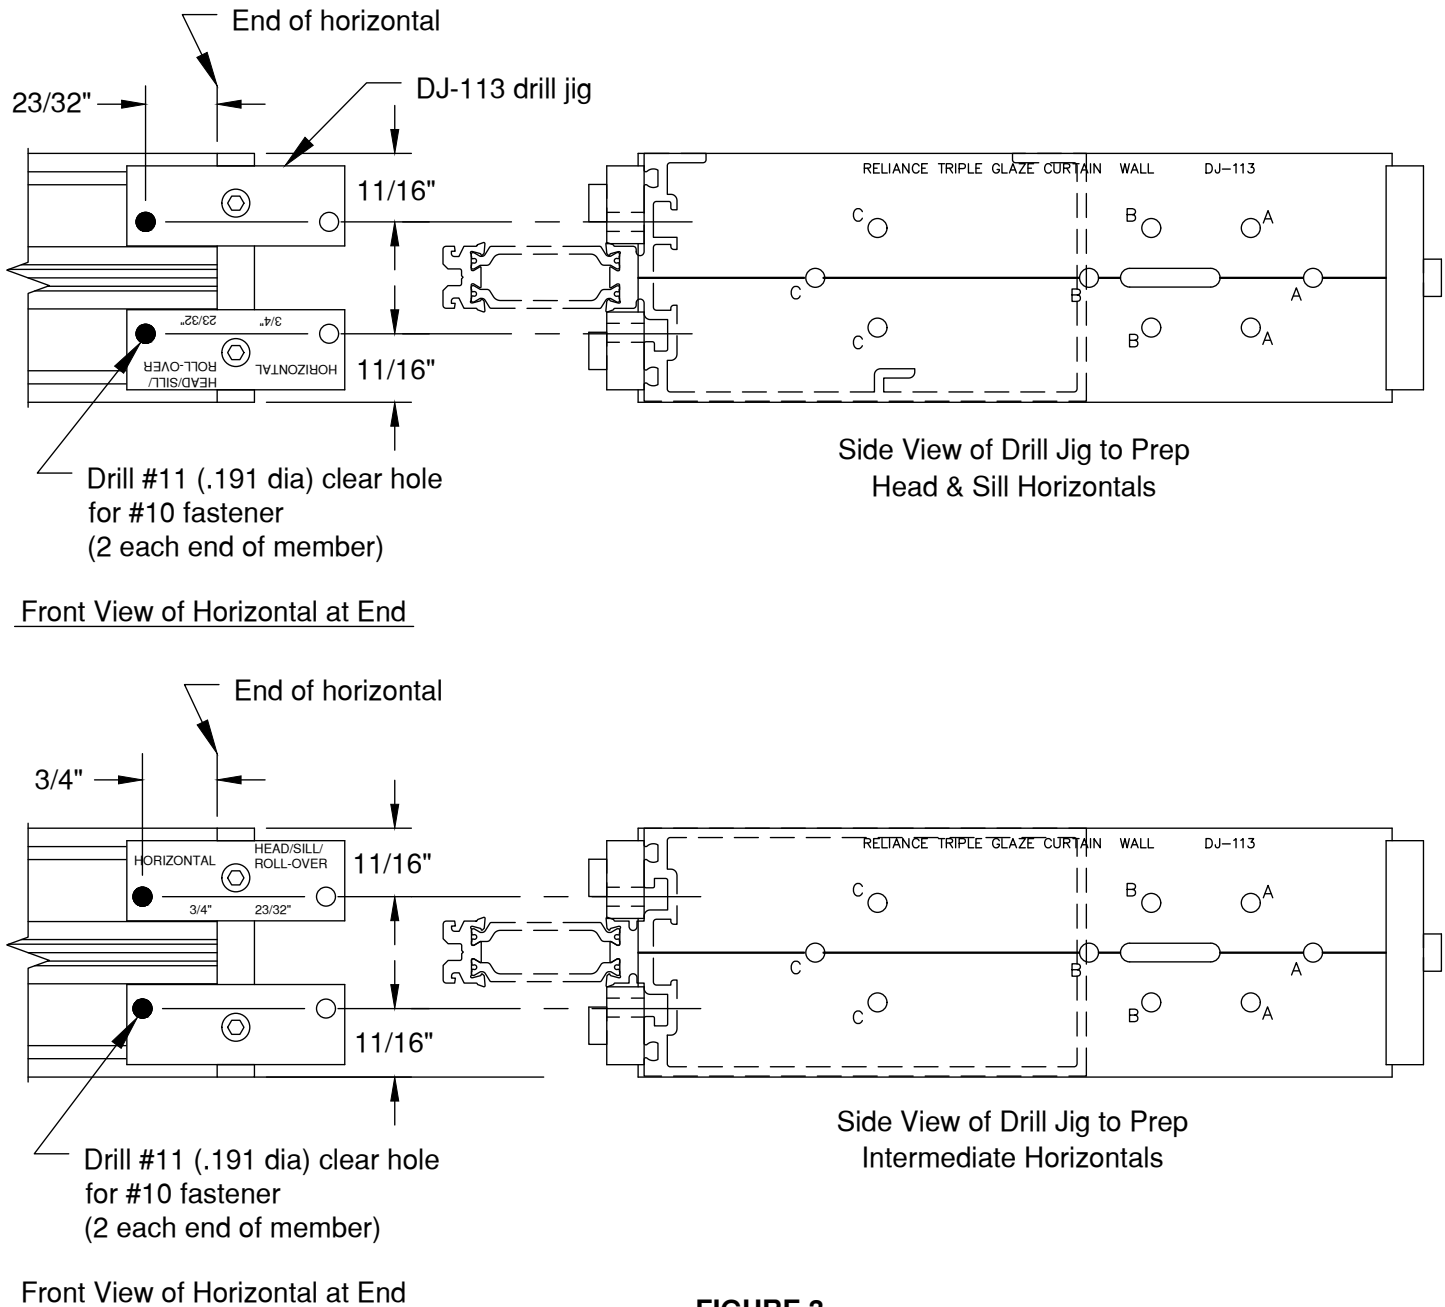 End of horizontal
DJ-113 drill jig
23/32"
11/16"
RELIANCE TRIPLE GLAZE CURTAIN WALL DJ-113
C
B
A
C
B
A
23/32"
3/4"
C
B
A
HEAD/SILL/
ROLL-OVER
HORIZONTAL
11/16"
Side View of Drill Jig to Prep
Head & Sill Horizontals
Drill #11 (.191 dia) clear hole
for #10 fastener
(2 each end of member)
Front View of Horizontal at End
End of horizontal
3/4"
HORIZONTAL
HEAD/SILL/
ROLL-OVER
11/16"
RELIANCE TRIPLE GLAZE CURTAIN WALL DJ-113
C
B
A
3/4"
23/32"
C
B
A
C
B
A
11/16"
Side View of Drill Jig to Prep
Intermediate Horizontals
Drill #11 (.191 dia) clear hole
for #10 fastener
(2 each end of member)
Front View of Horizontal at End